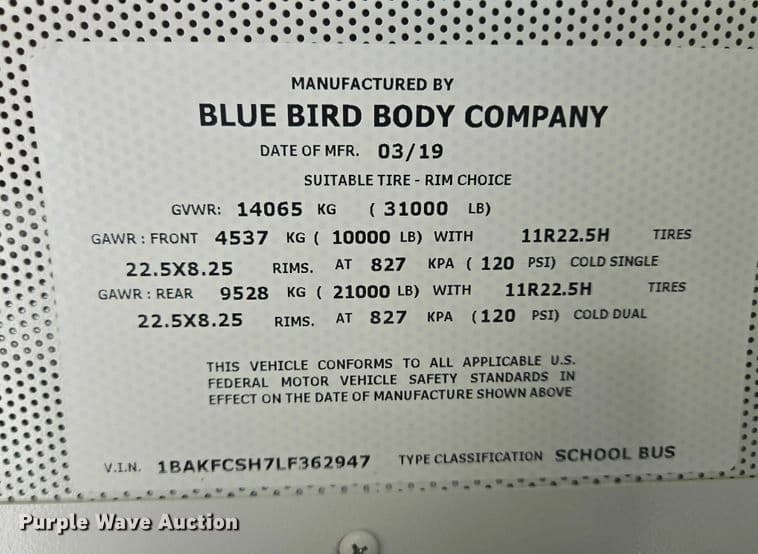 MANUFACTURED BY
BLUE BIRD BODY COMPANY
DATE OF MFR. 03/19
SUITABLE TIRE - RIM CHOICE
GVWR: 14065 KG ( 31000 LB)
GAWR : FRONT 4537 KG ( 10000 LB) WITH 11R22.5H TIRES
22.5X8.25 RIMS. AT 827 KPA ( 120 PSI) COLD SINGLE
GAWR : REAR 9528 KG ( 21000 LB) WITH 11R22.5H TIRES
22.5X8.25 RIMS. AT 827 KPA (120 PSI) COLD DUAL
THIS VEHICLE CONFORMS TO ALL APPLICABLE U.S.
FEDERAL MOTOR VEHICLE SAFETY STANDARDS IN
EFFECT ON THE DATE OF MANUFACTURE SHOWN ABOVE
V.I.N. 1BAKFCSH7LF362947 TYPE CLASSIFICATION SCHOOL BUS
Purple Wave Auction